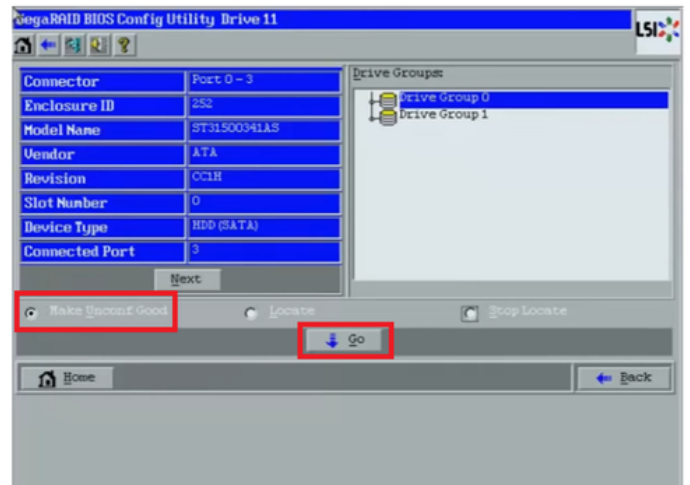 MegaRAID BIOS Config Utility Drive 11
LSI
Connector Port 0 - 3
Enclosure ID 252
Model Name ST31500341AS
Vendor ATA
Revision CC1H
Slot Number 0
Device Type HDD (SATA)
Connected Port 3
Next
Drive Groups:
Drive Group 0
Drive Group 1
Make Unconf Good
Locate
Stop Locate
Go
Home
Back